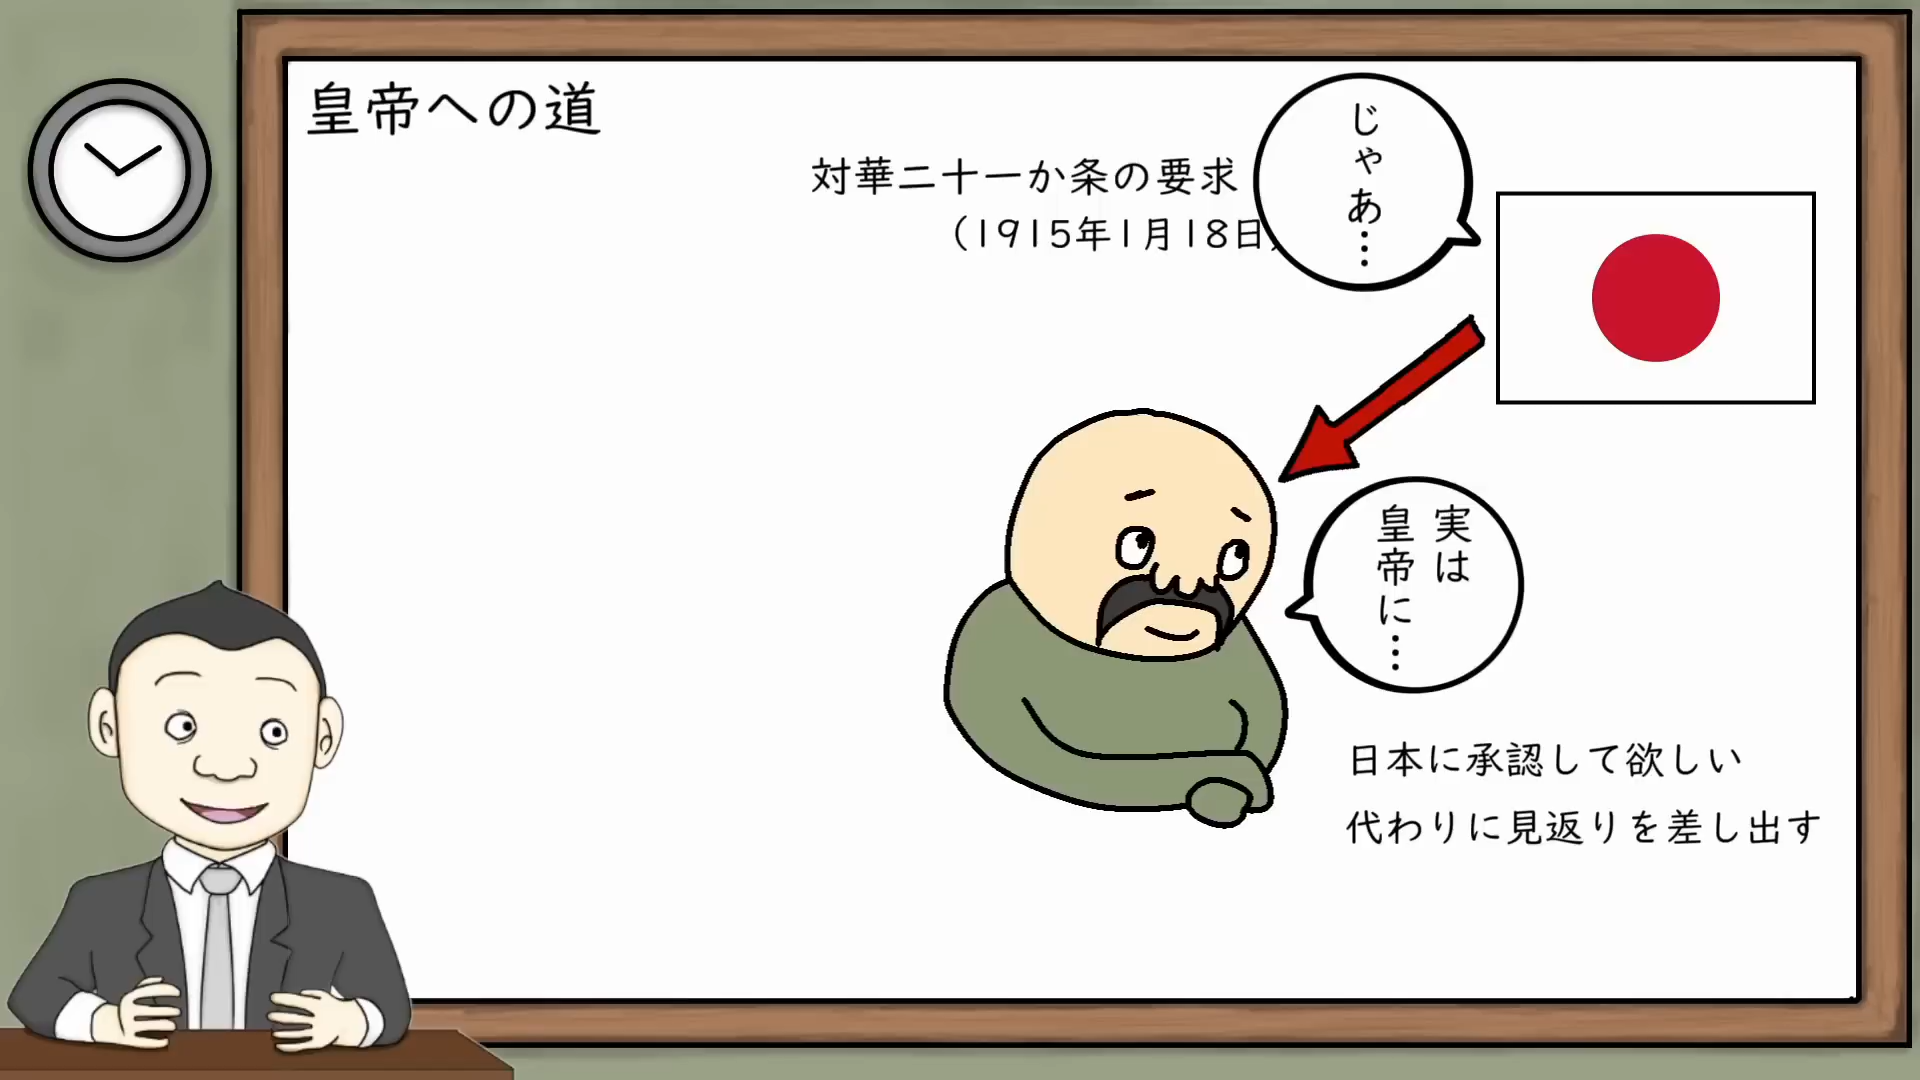 皇帝への道
対華二十一か条の要求
（1915年1月18日
じゃあ…
実は
皇帝に…
日本に承認して欲しい
代わりに見返りを差し出す